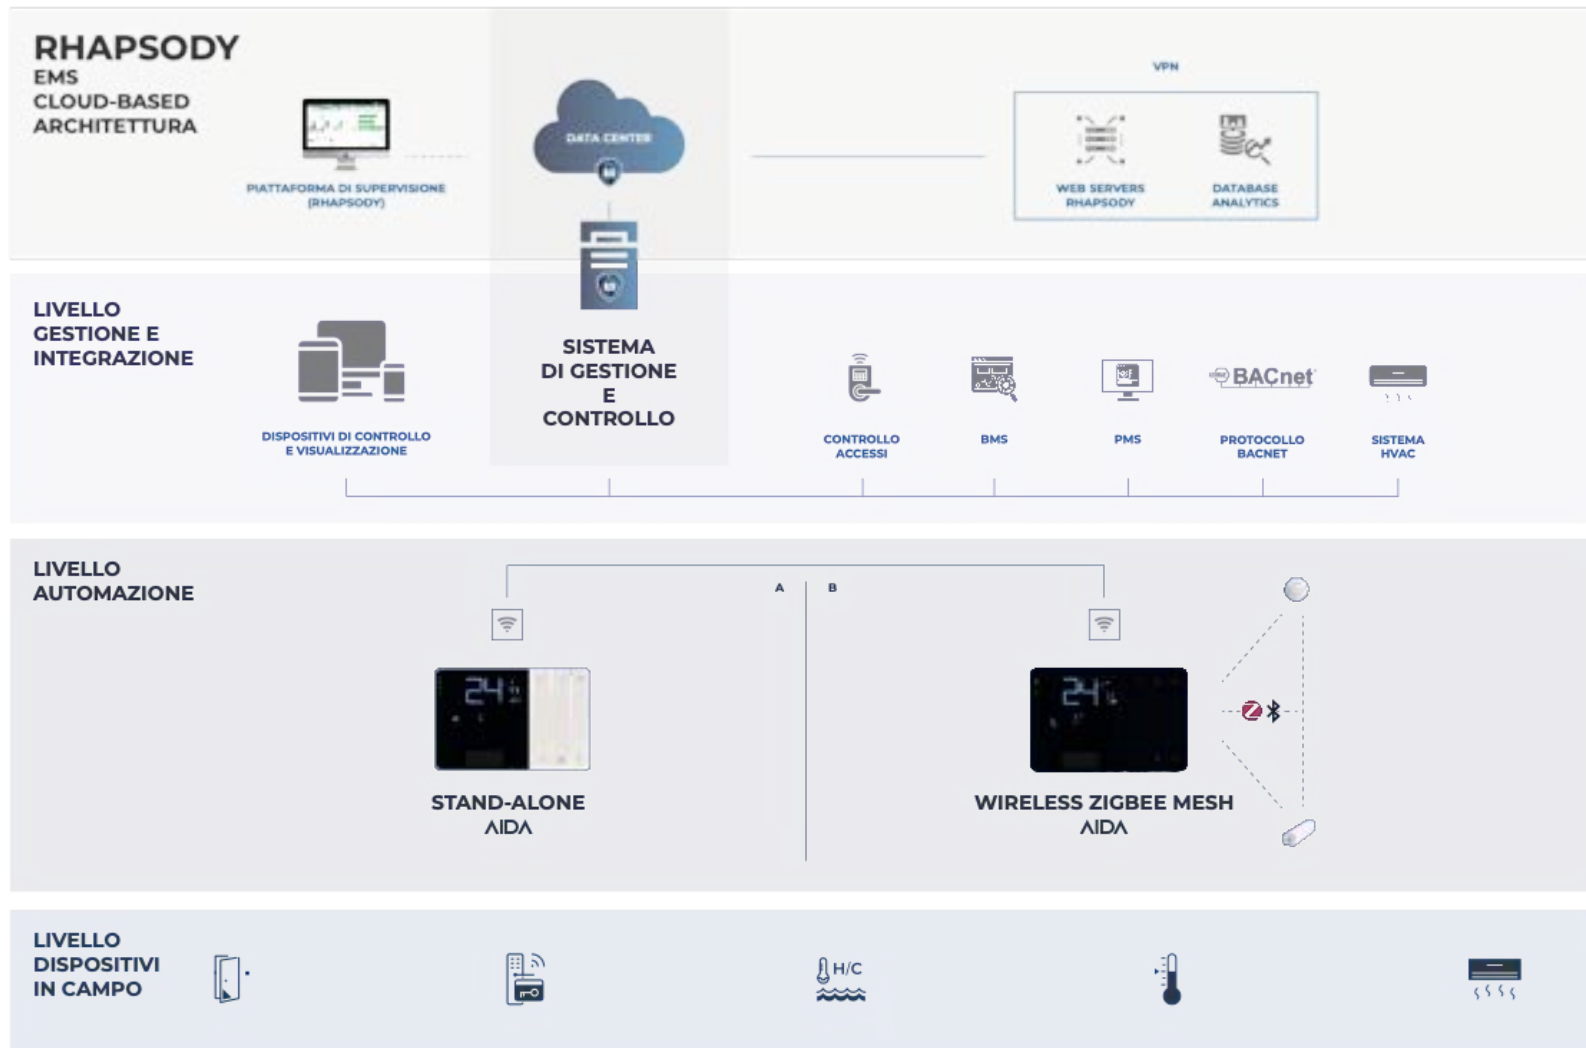 RHAPSODY
EMS
CLOUD-BASED
ARCHITETTURA
PIATTAFORMA DI SUPERVISIONE
(RHAPSODY)
DATA CENTER
VPN
WEB SERVERS
RHAPSODY
DATABASE
ANALYTICS
LIVELLO
GESTIONE E
INTEGRAZIONE
DISPOSITIVI DI CONTROLLO
E VISUALIZZAZIONE
SISTEMA
DI GESTIONE
E
CONTROLLO
CONTROLLO
ACCESSI
BMS
PMS
BACnet
PROTOCOLLO
BACNET
SISTEMA
HVAC
LIVELLO
AUTOMAZIONE
A
B
24
24
STAND-ALONE
AIDA
WIRELESS ZIGBEE MESH
AIDA
LIVELLO
DISPOSITIVI
IN CAMPO
H/C